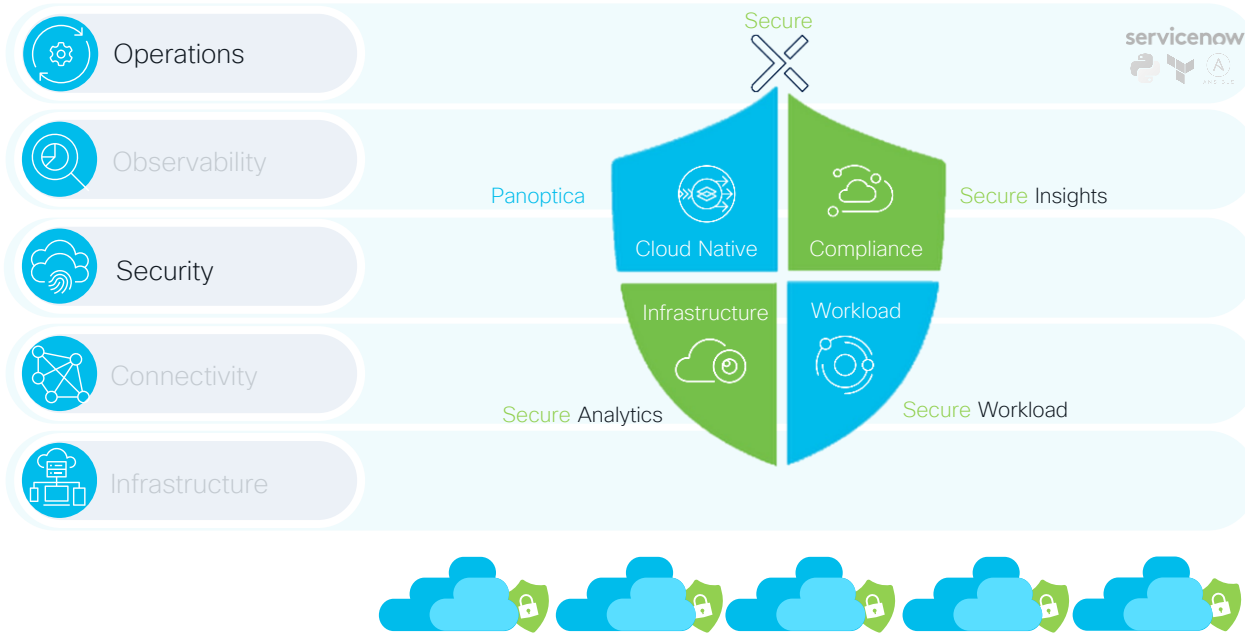 Secure
servicenow
Operations
ANSIBLE
Observability
Panoptica
Secure Insights
Cloud Native
Compliance
Security
Infrastructure
Workload
Connectivity
Secure Analytics
Secure Workload
Infrastructure